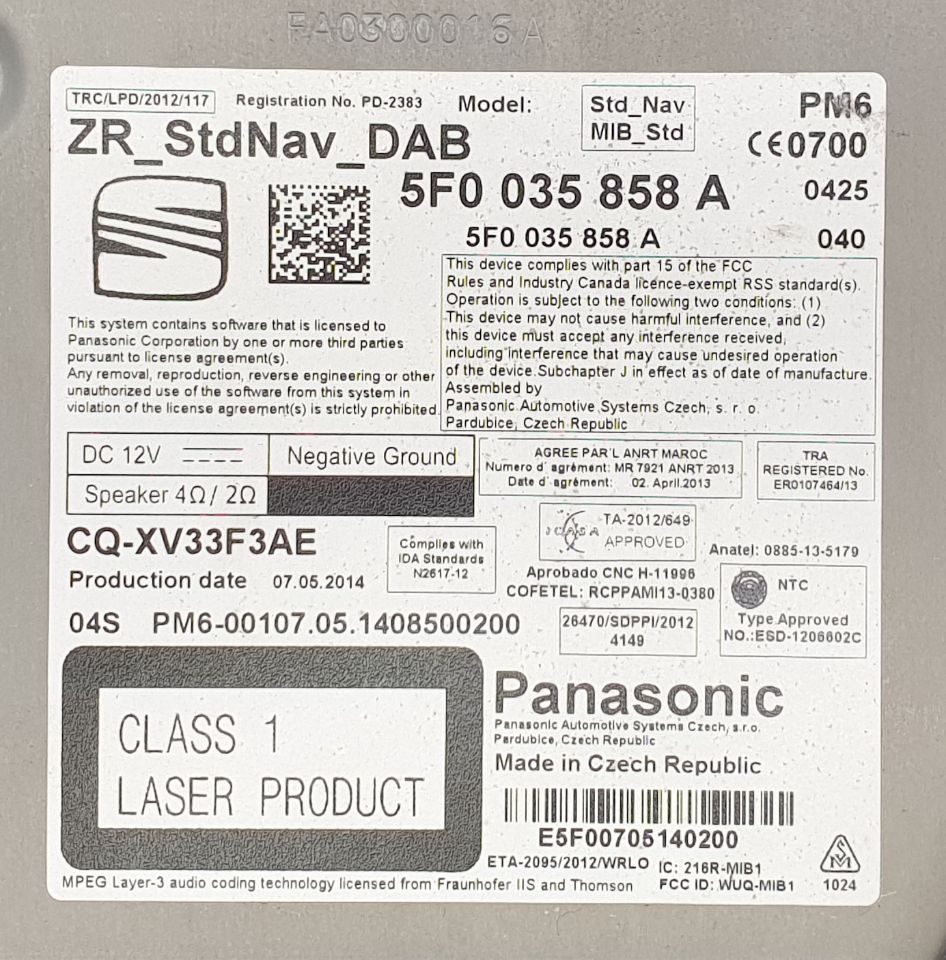 FA0300016A
TRC/LPD/2012/117
Registration No. PD-2383
Model:
Std_Nav
MIB_Std
PM6
ZR_StdNav_DAB
CE0700
5F0 035 858 A
0425
5F0 035 858 A
040
This device complies with part 15 of the FCC
Rules and Industry Canada licence-exempt RSS standard(s).
Operation is subject to the following two conditions: (1)
This device may not cause harmful interference, and (2)
this device must accept any interference received,
including interference that may cause undesired operation
of the device.Subchapter J in effect as of date of manufacture.
Assembled by
Panasonic Automotive Systems Czech, s. r. o.
Pardubice, Czech Republic
This system contains software that is licensed to
Panasonic Corporation by one or more third parties
pursuant to license agreement(s).
Any removal, reproduction, reverse engineering or other
unauthorized use of the software from this system in
violation of the license agreement(s) is strictly prohibited.
DC 12V
Negative Ground
Speaker 4Ω/ 2Ω
AGREE PAR'L ANRT MAROC
Numero d' agrément: MR 7921 ANRT 2013
Date d' agrément: 02. April.2013
TRA
REGISTERED No.
ER0107464/13
CQ-XV33F3AE
Complies with
IDA Standards
N2617-12
ICASA
TA-2012/649
APPROVED
Anatel: 0885-13-5179
Production date 07.05.2014
Aprobado CNC H-11996
COFETEL: RCPPAMI13-0380
NTC
Type Approved
NO.:ESD-1206602C
04S PM6-00107.05.1408500200
26470/SDPPI/2012
4149
CLASS 1
LASER PRODUCT
Panasonic
Panasonic Automotive Systems Czech, s.r.o.
Pardubice, Czech Republic
Made in Czech Republic
E5F00705140200
ETA-2095/2012/WRLO
IC: 216R-MIB1
FCC ID: WUQ-MIB1
1024
MPEG Layer-3 audio coding technology licensed from Fraunhofer IIS and Thomson